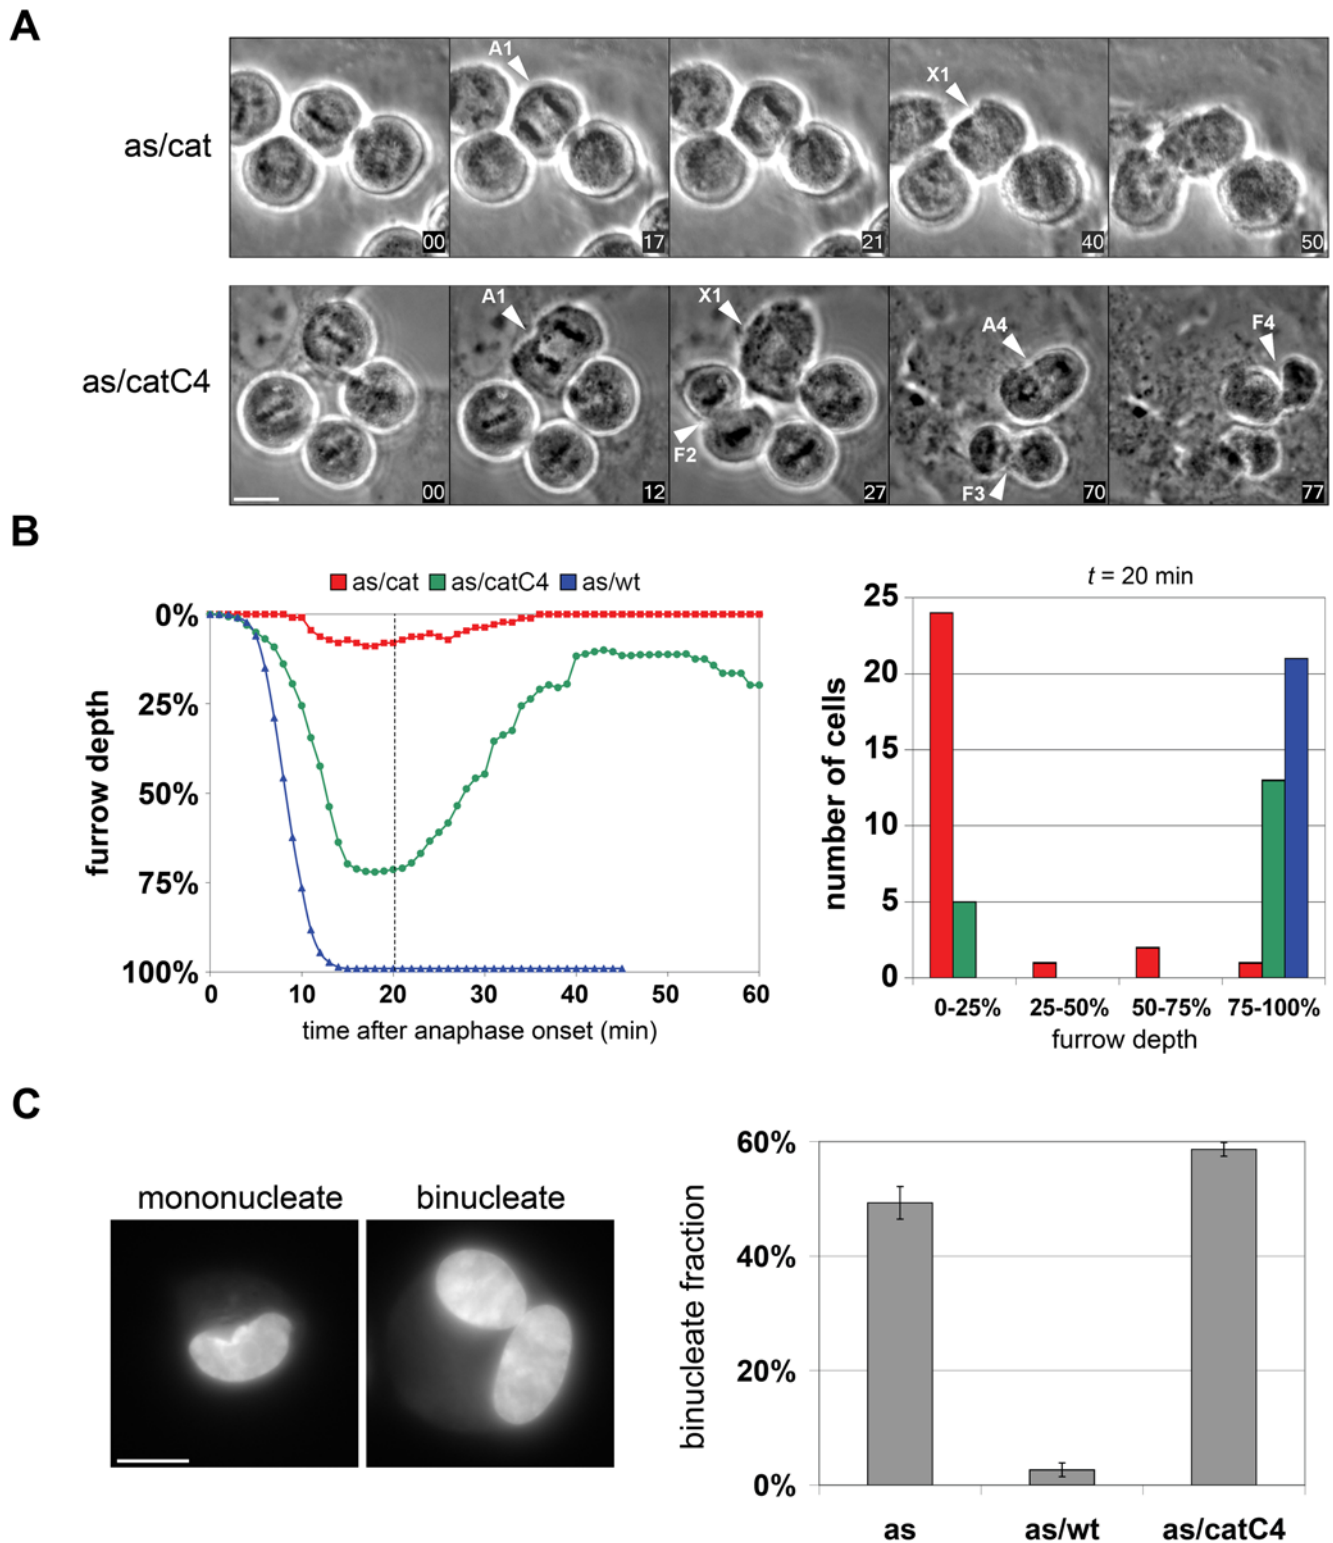 A
as/cat
A1
X1
00
17
21
40
50
as/catC4
A1
X1
F2
A4
F3
F4
00
12
27
70
77
B
as/cat as/catC4 as/wt
furrow depth
0%
25%
50%
75%
100%
0 10 20 30 40 50 60
time after anaphase onset (min)
t = 20 min
number of cells
25
20
15
10
5
0
0-25% 25-50% 50-75% 75-100%
furrow depth
C
mononucleate binucleate
binucleate fraction
60%
40%
20%
0%
as as/wt as/catC4